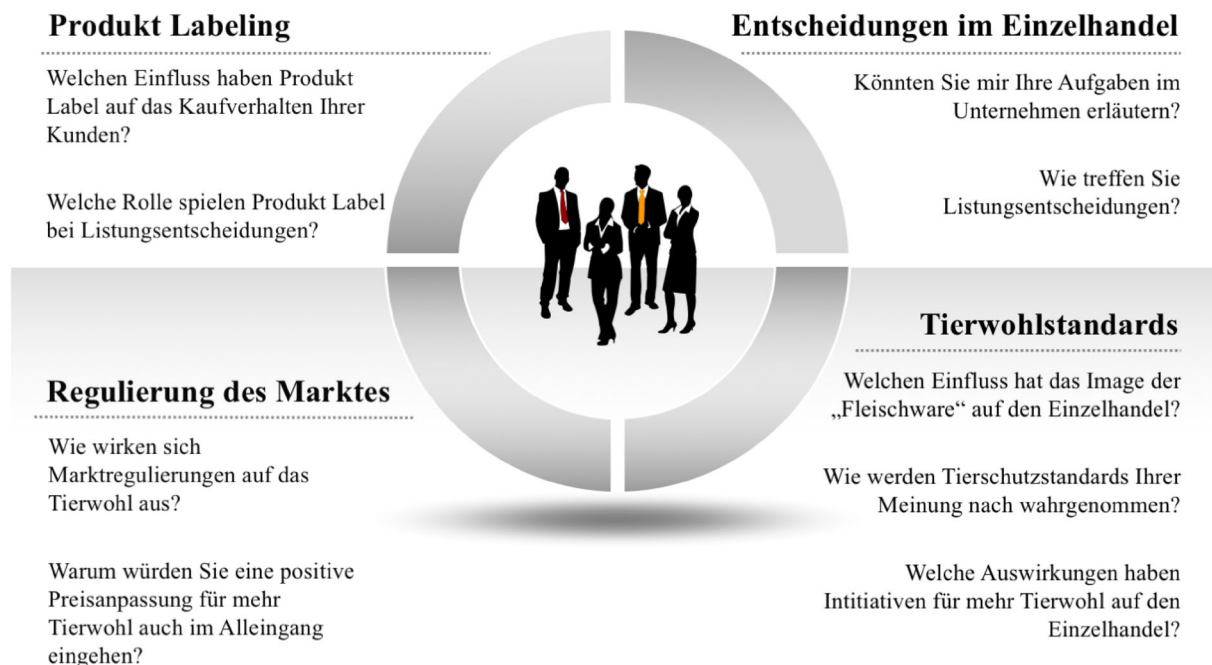 Produkt Labeling
Welchen Einfluss haben Produkt
Label auf das Kaufverhalten Ihrer
Kunden?
Welche Rolle spielen Produkt Label
bei Listungsentscheidungen?
Entscheidungen im Einzelhandel
Könnten Sie mir Ihre Aufgaben im
Unternehmen erläutern?
Wie treffen Sie
Listungsentscheidungen?
Regulierung des Marktes
Wie wirken sich
Marktregulierungen auf das
Tierwohl aus?
Warum würden Sie eine positive
Preisanpassung für mehr
Tierwohl auch im Alleingang
eingehen?
Tierwohlstandards
Welchen Einfluss hat das Image der
„Fleischware“ auf den Einzelhandel?
Wie werden Tierschutzstandards Ihrer
Meinung nach wahrgenommen?
Welche Auswirkungen haben
Intitiativen für mehr Tierwohl auf den
Einzelhandel?